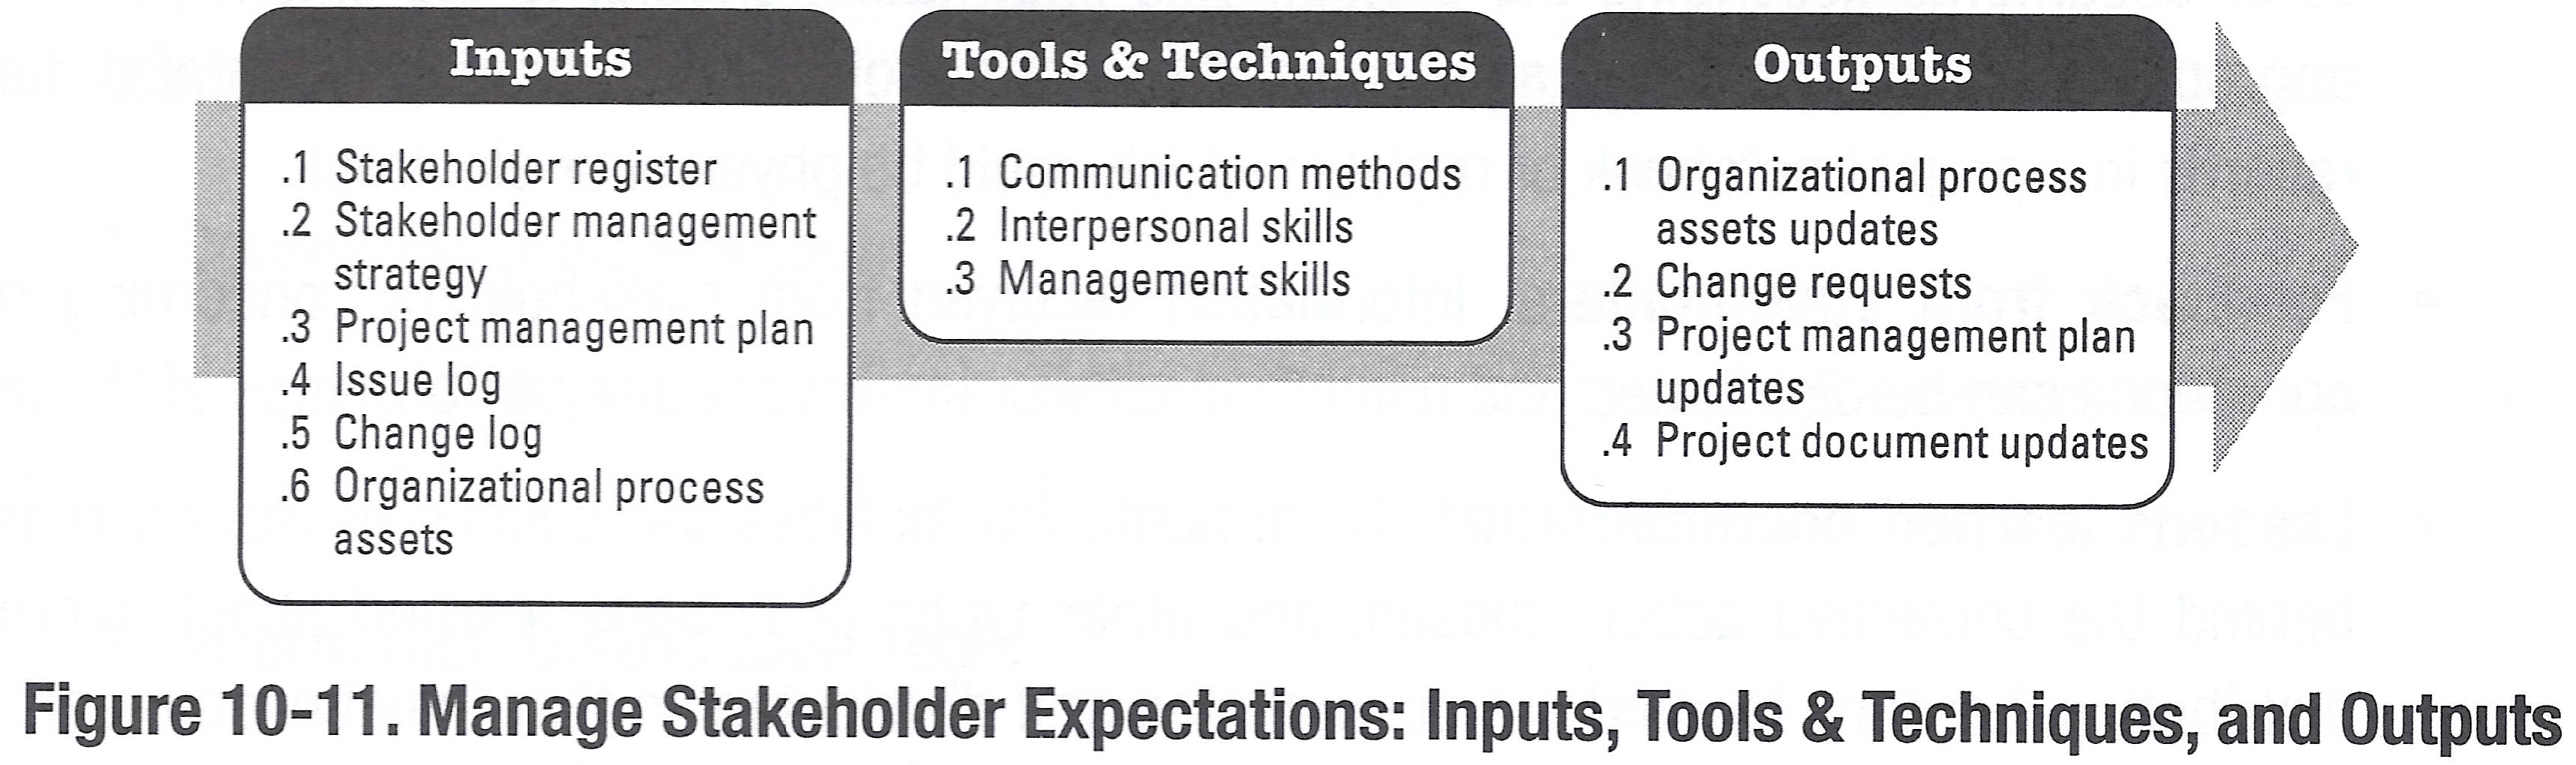 Inputs
.1 Stakeholder register
.2 Stakeholder management
strategy
.3 Project management plan
.4 Issue log
.5 Change log
.6 Organizational process
assets
Tools & Techniques
.1 Communication methods
.2 Interpersonal skills
.3 Management skills
Outputs
.1 Organizational process
assets updates
.2 Change requests
.3 Project management plan
updates
.4 Project document updates
Figure 10-11. Manage Stakeholder Expectations: Inputs, Tools & Techniques, and Outputs